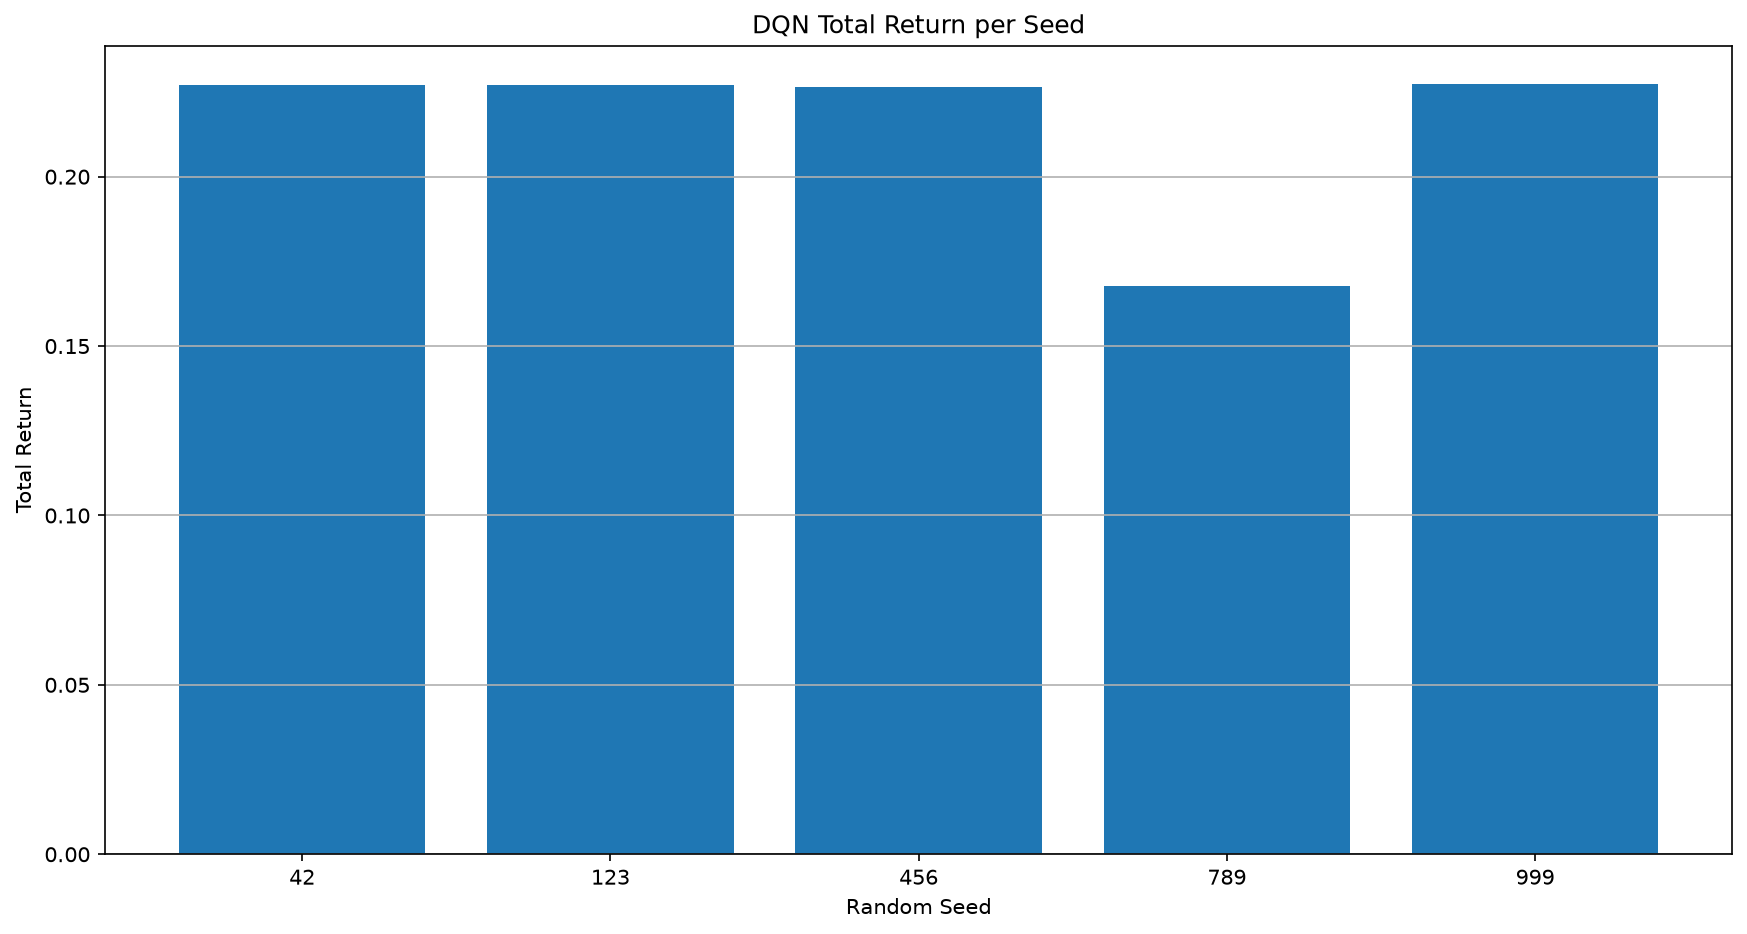 DQN Total Return per Seed
Total Return
0.20
0.15
0.10
0.05
0.00
42 123 456 789 999
Random Seed